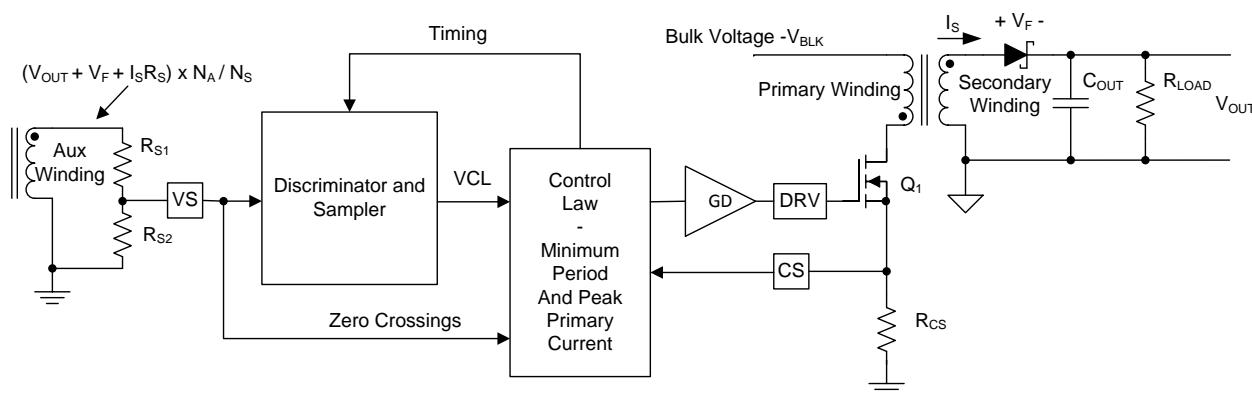 Timing
(VOUT + VF + ISRS) x NA / NS
Aux
Winding
RS1
RS2
VS
Discriminator and
Sampler
VCL
Zero Crossings
Control
Law
-
Minimum
Period
And Peak
Primary
Current
GD
DRV
CS
Q1
RCS
Bulk Voltage -VBLK
Primary Winding
IS
+ VF -
Secondary
Winding
COUT
RLOAD
VOUT